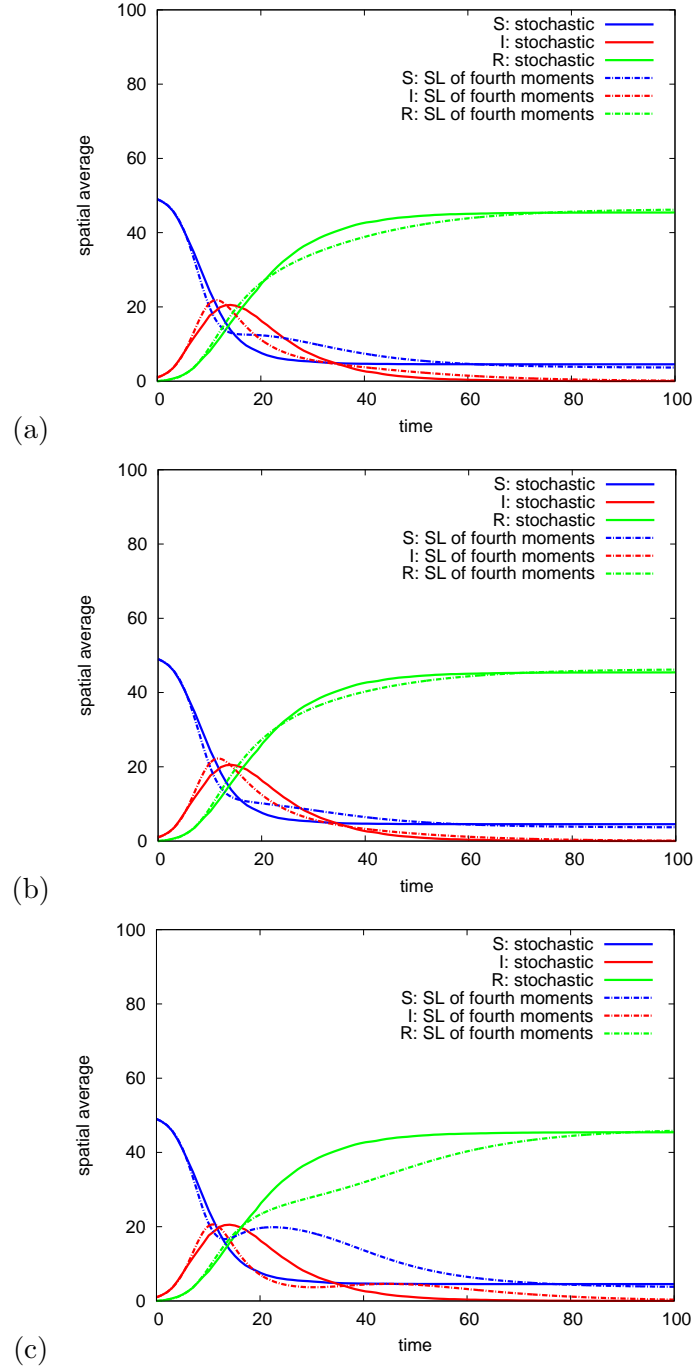 100
80
60
40
20
0
0 20 40 60 80 100
spatial average
time
S: stochastic
I: stochastic
R: stochastic
S: SL of fourth moments
I: SL of fourth moments
R: SL of fourth moments
(a)
100
80
60
40
20
0
0 20 40 60 80 100
spatial average
time
S: stochastic
I: stochastic
R: stochastic
S: SL of fourth moments
I: SL of fourth moments
R: SL of fourth moments
(b)
100
80
60
40
20
0
0 20 40 60 80 100
spatial average
time
S: stochastic
I: stochastic
R: stochastic
S: SL of fourth moments
I: SL of fourth moments
R: SL of fourth moments
(c)